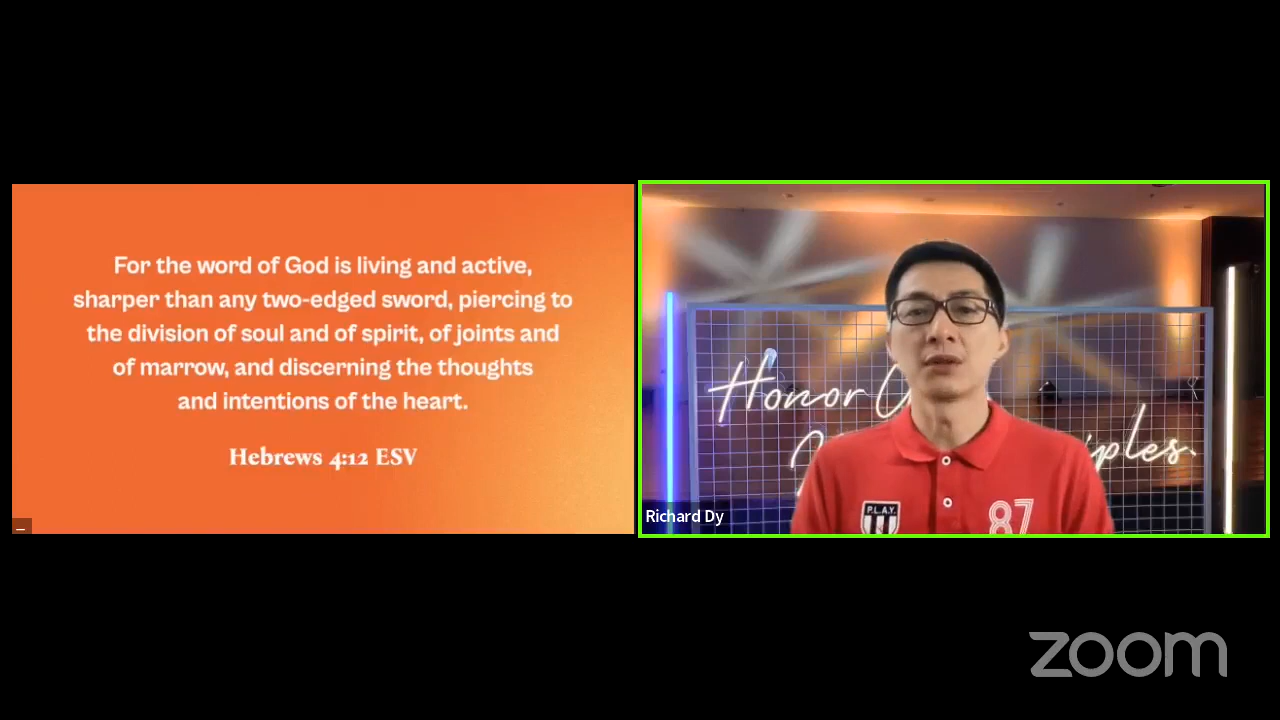 For the word of God is living and active,
sharper than any two-edged sword, piercing to
the division of soul and of spirit, of joints and
of marrow, and discerning the thoughts
and intentions of the heart.
Hebrews 4:12 ESV
Honor
P.L.A.Y.
87
Richard Dy
zoom